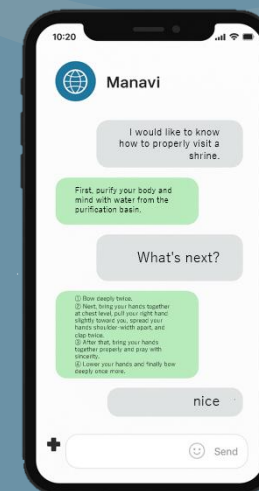 10:20
Manavi
I would like to know
how to properly visit a
shrine.
First, purify your body and
mind with water from the
purification basin.
What's next?
① Bow deeply twice.
② Next, bring your hands together
at chest level, pull your right hand
slightly toward you, spread your
hands shoulder-width apart, and
clap twice.
③ After that, bring your hands
together properly and pray with
sincerity.
④ Lower your hands and finally bow
deeply once more.
nice
Send